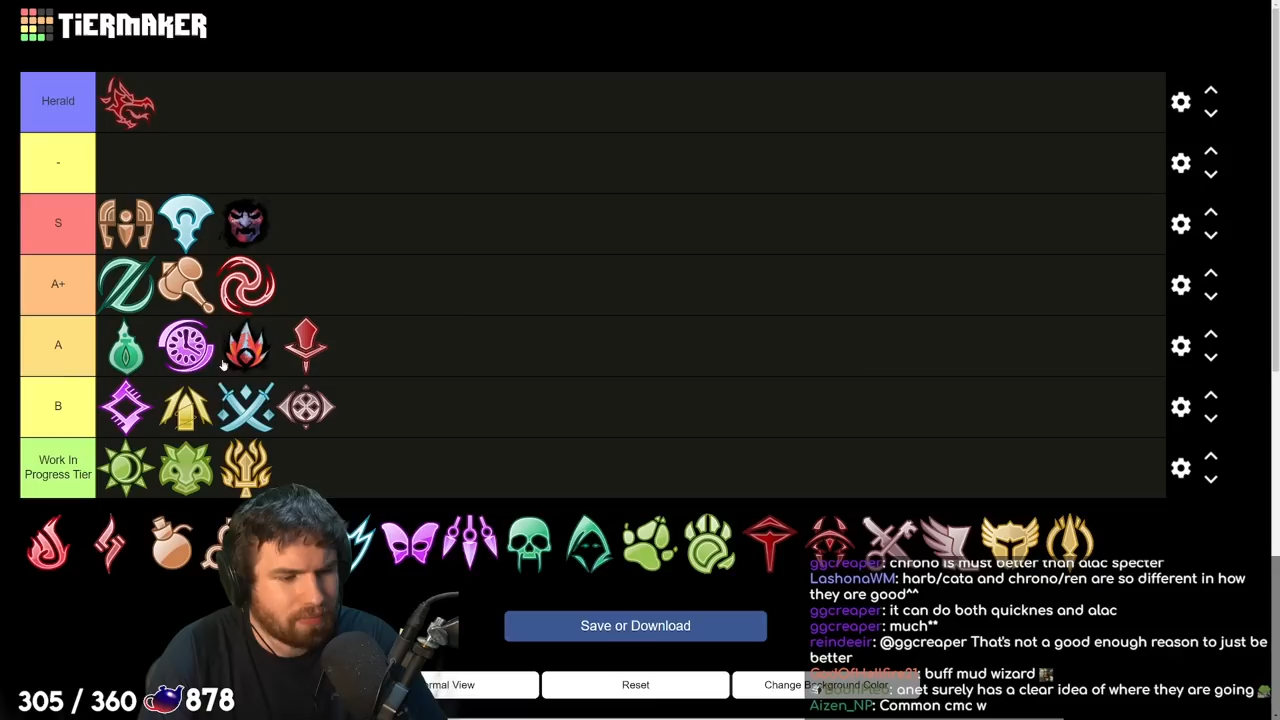 TIERMAKER
Herald
-
S
A+
A
B
Work In
Progress Tier
ggcreaper: chrono is must better than alac specter
LashonaWM: harb/cata and chrono/ren are so different in how
they are good^^
ggcreaper: it can do both quicknes and alac
ggcreaper: much**
reindeeir: @ggcreaper That's not a good enough reason to just be
better
buff mud wizard
anet surely has a clear idea of where they are going
Aizen_NP: Common cmc w
Save or Download
Reset
Change Background Color
305 / 360
878